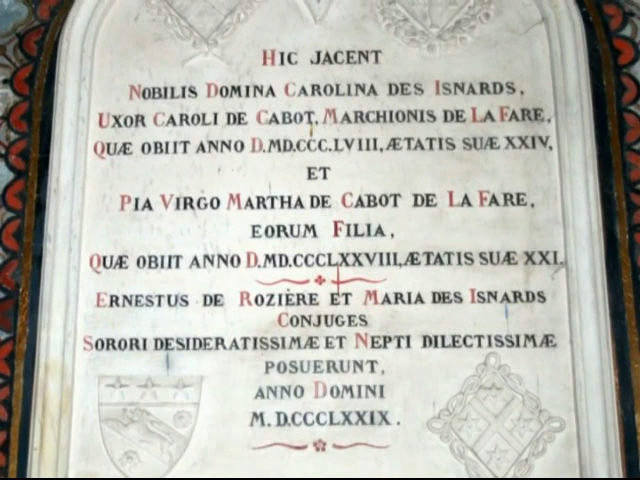 HIC JACENT
NOBILIS DOMINA CAROLINA DES ISNARDS,
UXOR CAROLI DE CABOT, MARCHIONIS DE LA FARE,
QUÆ OBIIT ANNO D.MD.CCC.LVIII, ÆTATIS SUÆ XXIV,
ET
PIA VIRGO MARTHA DE CABOT DE LA FARE,
EORUM FILIA,
QUÆ OBIIT ANNO D.MD.CCCLXXVIII, ÆTATIS SUÆ XXI.
ERNESTUS DE ROZIÈRE ET MARIA DES ISNARDS
CONJUGES
SORORI DESIDERATISSIMÆ ET NEPTI DILECTISSIMÆ
POSUERUNT,
ANNO DOMINI
M.D.CCCLXXIX.